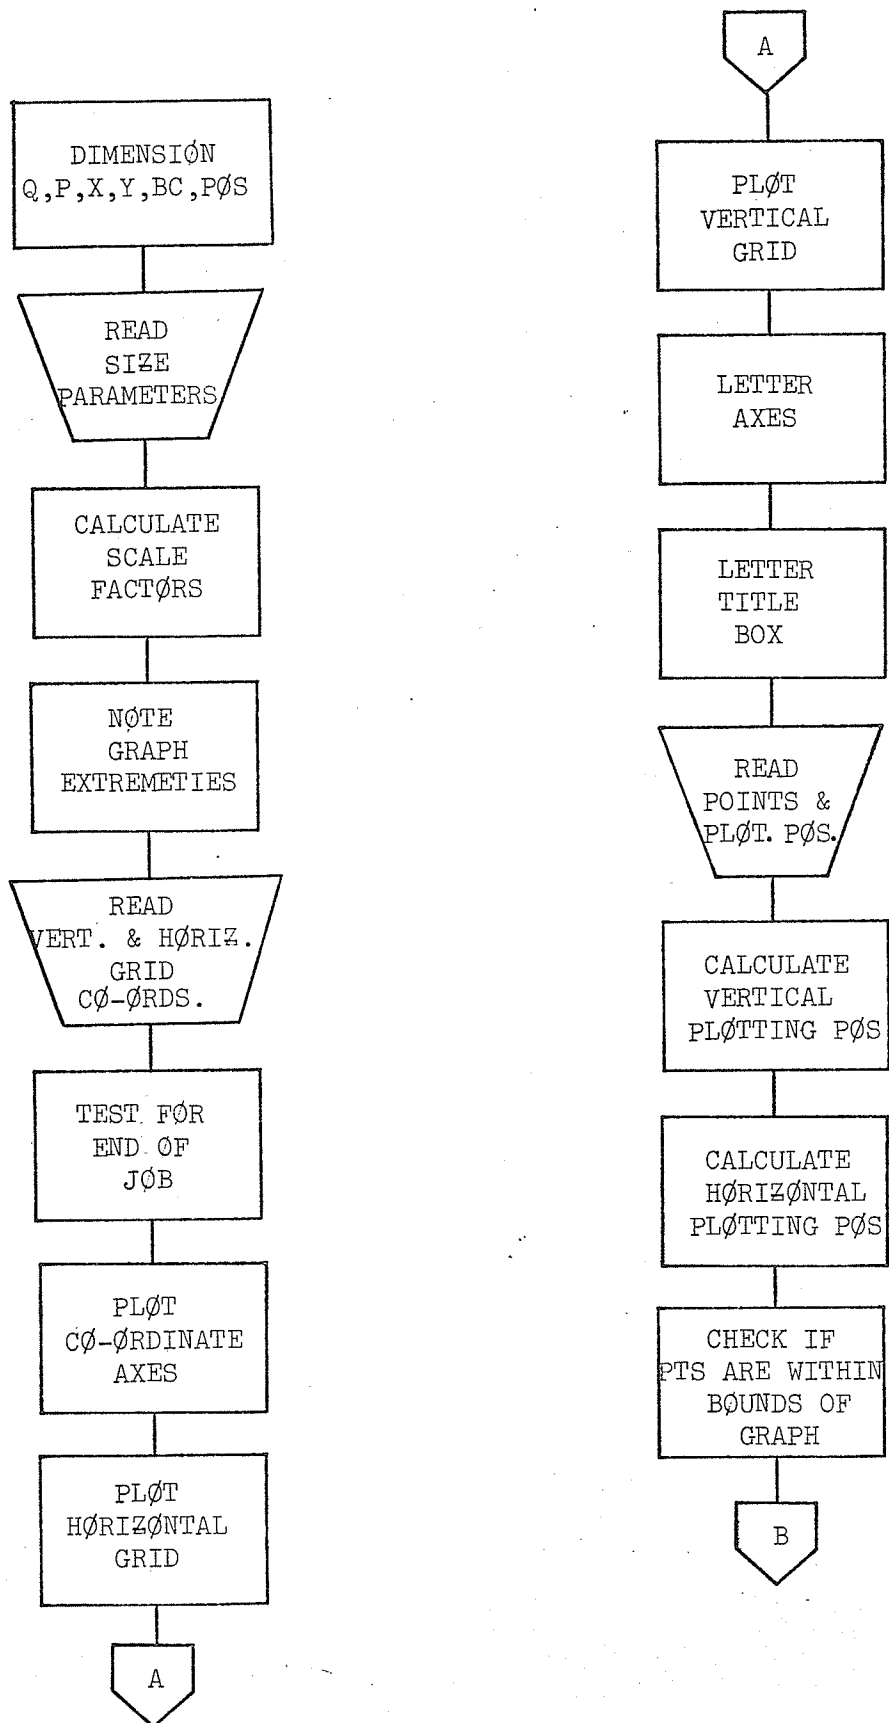 DIMENSIØN
Q,P,X,Y,BC,PØS
READ
SIZE
PARAMETERS
CALCULATE
SCALE
FACTØRS
NØTE
GRAPH
EXTREMETIES
READ
VERT. & HØRIZ.
GRID
CØ-ØRDS.
TEST FØR
END ØF
JØB
PLØT
CØ-ØRDINATE
AXES
PLØT
HØRIZØNTAL
GRID
A
A
PLØT
VERTICAL
GRID
LETTER
AXES
LETTER
TITLE
BOX
READ
POINTS &
PLØT. PØS.
CALCULATE
VERTICAL
PLØTTING PØS
CALCULATE
HØRIZØNTAL
PLØTTING PØS
CHECK IF
PTS ARE WITHIN
BØUNDS OF
GRAPH
B